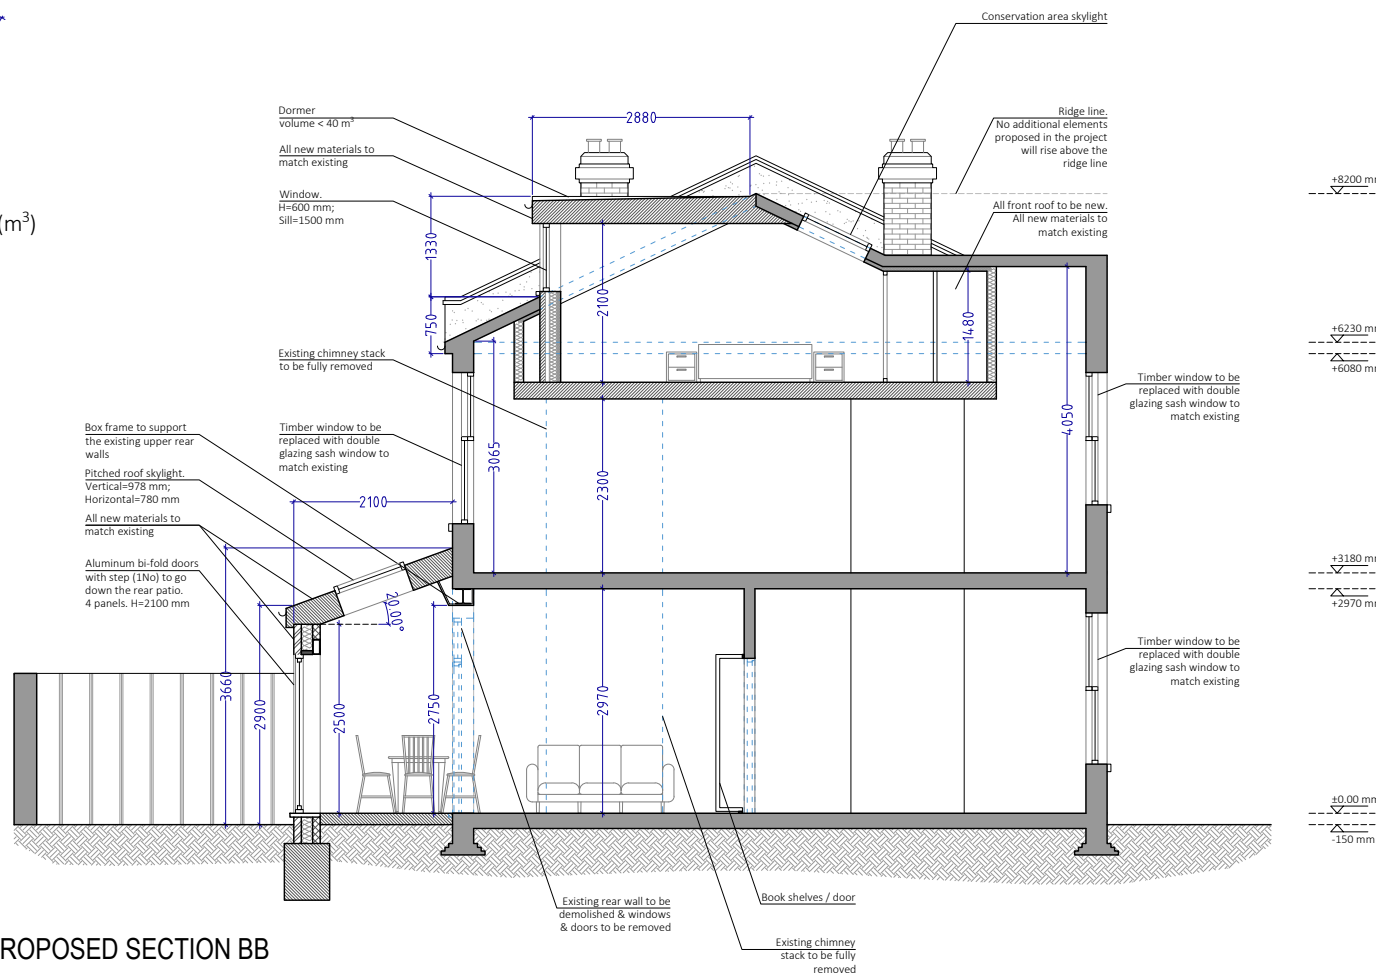 Conservation area skylight
Dormer
volume < 40 m³
All new materials to
match existing
Window.
H=600 mm;
Sill=1500 mm
2880
Ridge line.
No additional elements
proposed in the project
will rise above the
ridge line
+8200 mm
(m³)
All front roof to be new.
All new materials to
match existing
1330
750
2100
1480
+6230 mm
+6080 mm
Existing chimney stack
to be fully removed
Timber window to be
replaced with double
glazing sash window to
match existing
Box frame to support
the existing upper rear
walls
Timber window to be
replaced with double
glazing sash window to
match existing
3065
2300
4050
Pitched roof skylight.
Vertical=978 mm;
Horizontal=780 mm
2100
All new materials to
match existing
Aluminum bi-fold doors
with step (1No) to go
down the rear patio.
4 panels. H=2100 mm
20.00°
+3180 mm
+2970 mm
Timber window to be
replaced with double
glazing sash window to
match existing
3660
2900
2500
2750
2970
±0.00 mm
-150 mm
Existing rear wall to be
demolished & windows
& doors to be removed
Book shelves / door
Existing chimney
stack to be fully
removed
ROPOSED SECTION BB